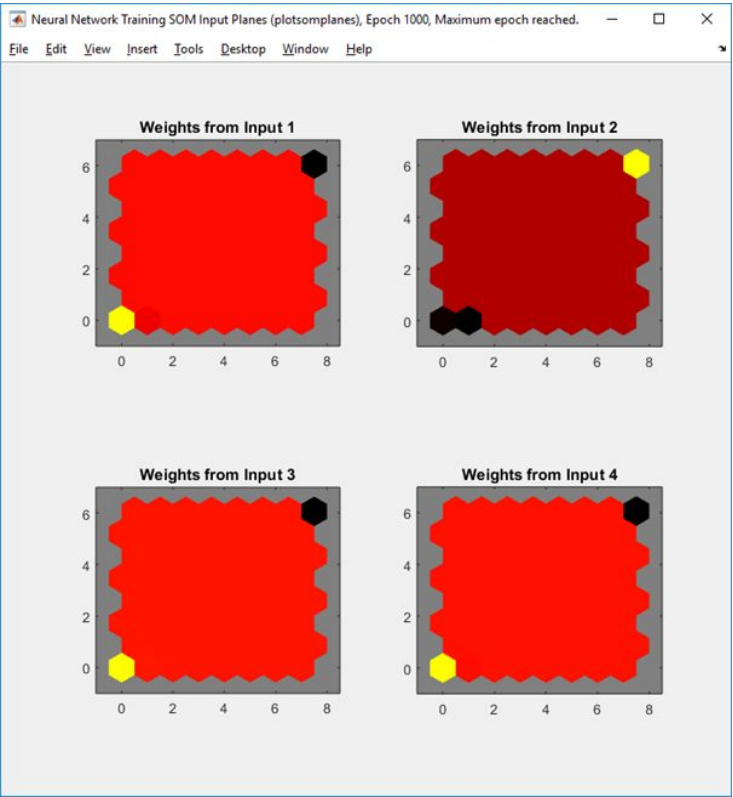 Neural Network Training SOM Input Planes (plotsomplanes), Epoch 1000, Maximum epoch reached.
File Edit View Insert Tools Desktop Window Help
Weights from Input 1
6
4
2
0
0 2 4 6 8
Weights from Input 2
6
4
2
0
0 2 4 6 8
Weights from Input 3
6
4
2
0
0 2 4 6 8
Weights from Input 4
6
4
2
0
0 2 4 6 8